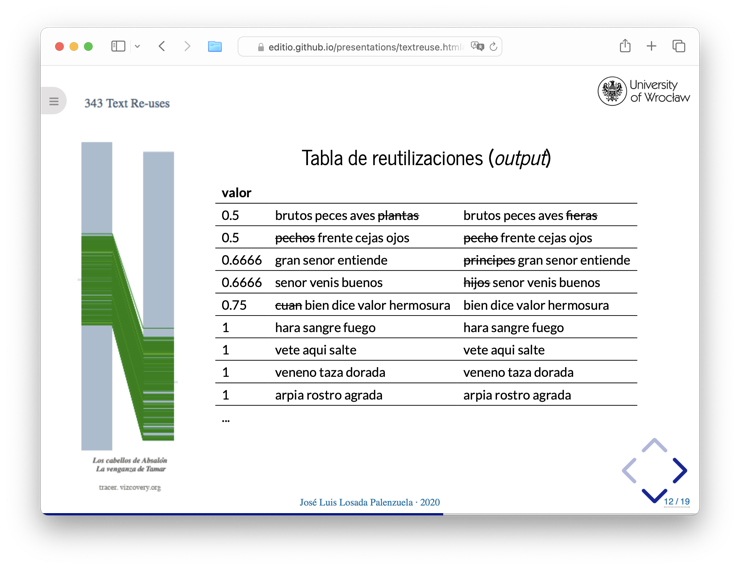 editio.github.io/presentations/textreuse.html
343 Text Re-uses
University
of Wrocław
Tabla de reutilizaciones (output)
valor
0.5 brutos peces aves plantas brutos peces aves fieras
0.5 pechos frente cejas ojos pecho frente cejas ojos
0.6666 gran senor entiende principes gran senor entiende
0.6666 senor venis buenos hijos senor venis buenos
0.75 cuan bien dice valor hermosura bien dice valor hermosura
1 hara sangre fuego hara sangre fuego
1 vete aqui salte vete aqui salte
1 veneno taza dorada veneno taza dorada
1 arpia rostro agrada arpia rostro agrada
...
Los cabellos de Absalón
La venganza de Tamar
tracer. vizcovery.org
José Luis Losada Palenzuela · 2020
12 / 19